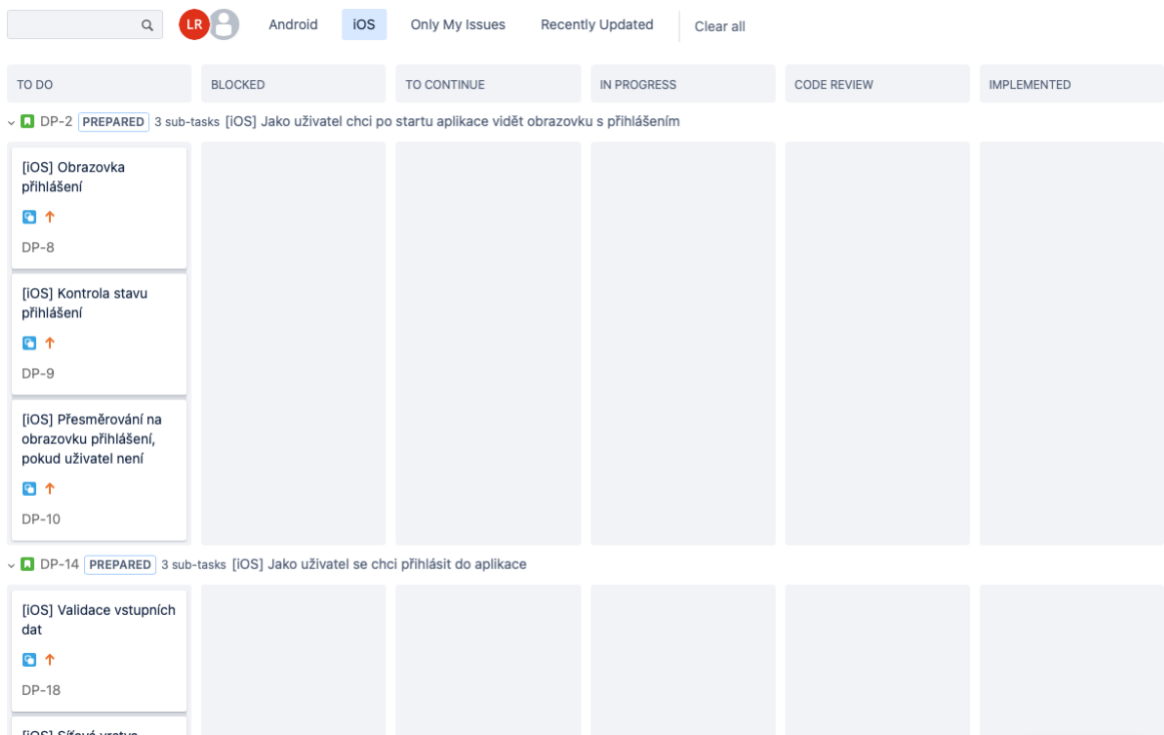 LR Android iOS Only My Issues Recently Updated Clear all
TO DO BLOCKED TO CONTINUE IN PROGRESS CODE REVIEW IMPLEMENTED
DP-2 PREPARED 3 sub-tasks [iOS] Jako uživatel chci po startu aplikace vidět obrazovku s přihlášením
[iOS] Obrazovka
přihlášení
DP-8
[iOS] Kontrola stavu
přihlášení
DP-9
[iOS] Přesměrování na
obrazovku přihlášení,
pokud uživatel není
DP-10
DP-14 PREPARED 3 sub-tasks [iOS] Jako uživatel se chci přihlásit do aplikace
[iOS] Validace vstupních
dat
DP-18
[iOS] Síťová vrstva